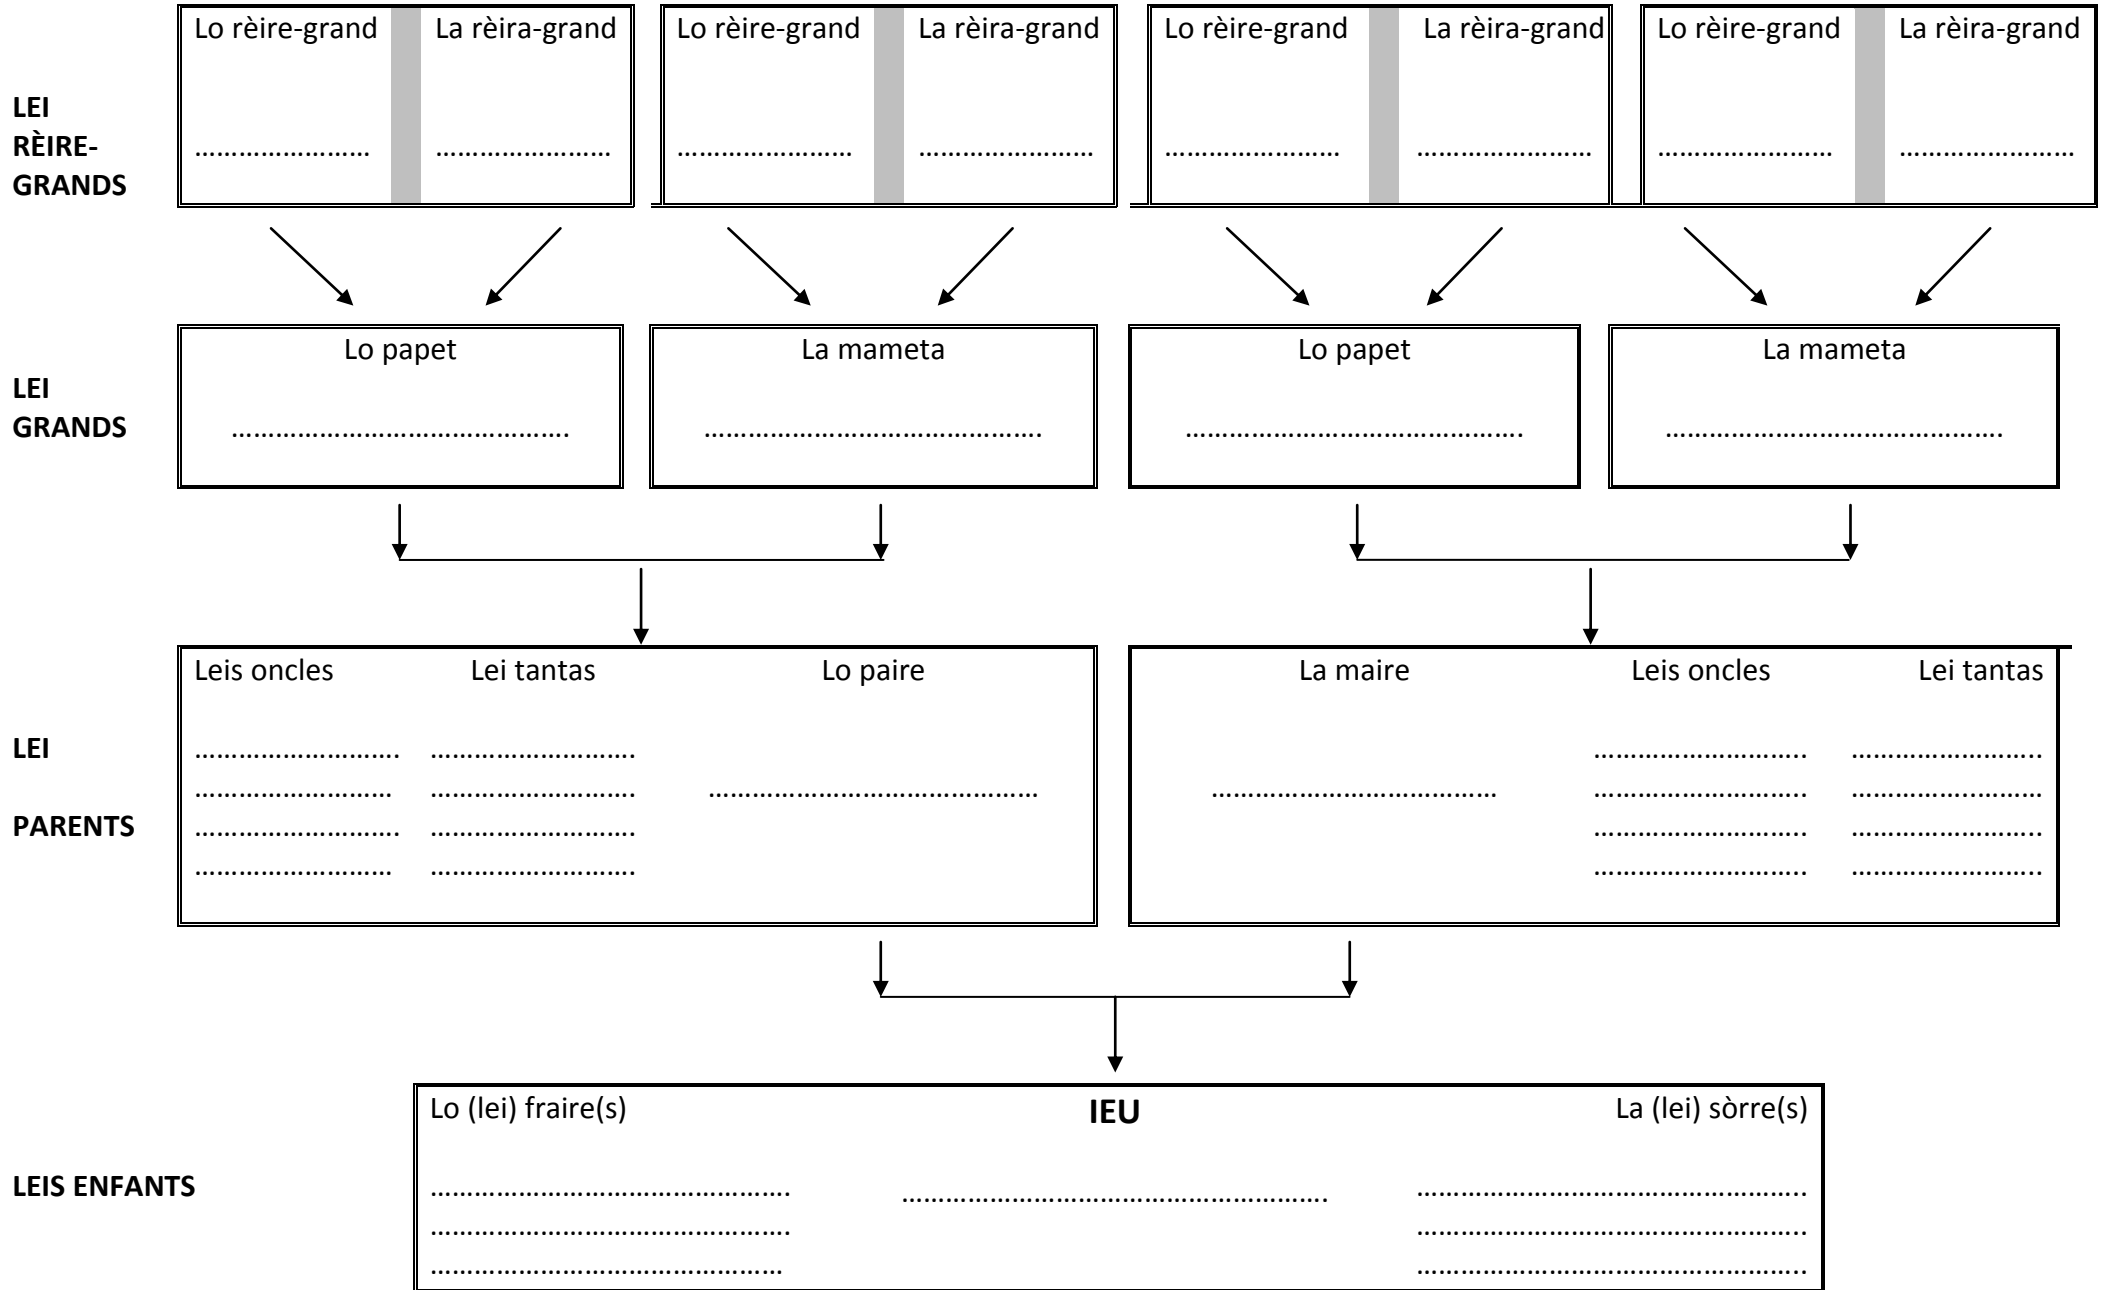 Lo rèire-grand La rèira-grand Lo rèire-grand La rèira-grand Lo rèire-grand La rèira-grand Lo rèire-grand La rèira-grand
LEI
RÈIRE-
GRANDS
…………………… …………………… …………………… …………………… …………………… …………………… …………………… ……………………
Lo papet La mameta Lo papet La mameta
LEI
GRANDS
………………………………………. ………………………………………. ………………………………………. ……………………………………….
Leis oncles Lei tantas Lo paire La maire Leis oncles Lei tantas
LEI
………………………. ………………………. ……………………….. ……………………..
……………………… ………………………. ……………………………………… ………………………………… ……………………….. ……………..………
PARENTS
………………………. ………………………. ……………………….. ……………………..
……………………… ………………………. ……………………….. ……………………..
Lo (lei) fraire(s) IEU La (lei) sòrre(s)
LEIS ENFANTS
…………………………………………. …………………………………………………. ……………………………………………..
…………………………………………. ……………………………………………..
………………………………………… ……………………………………………..